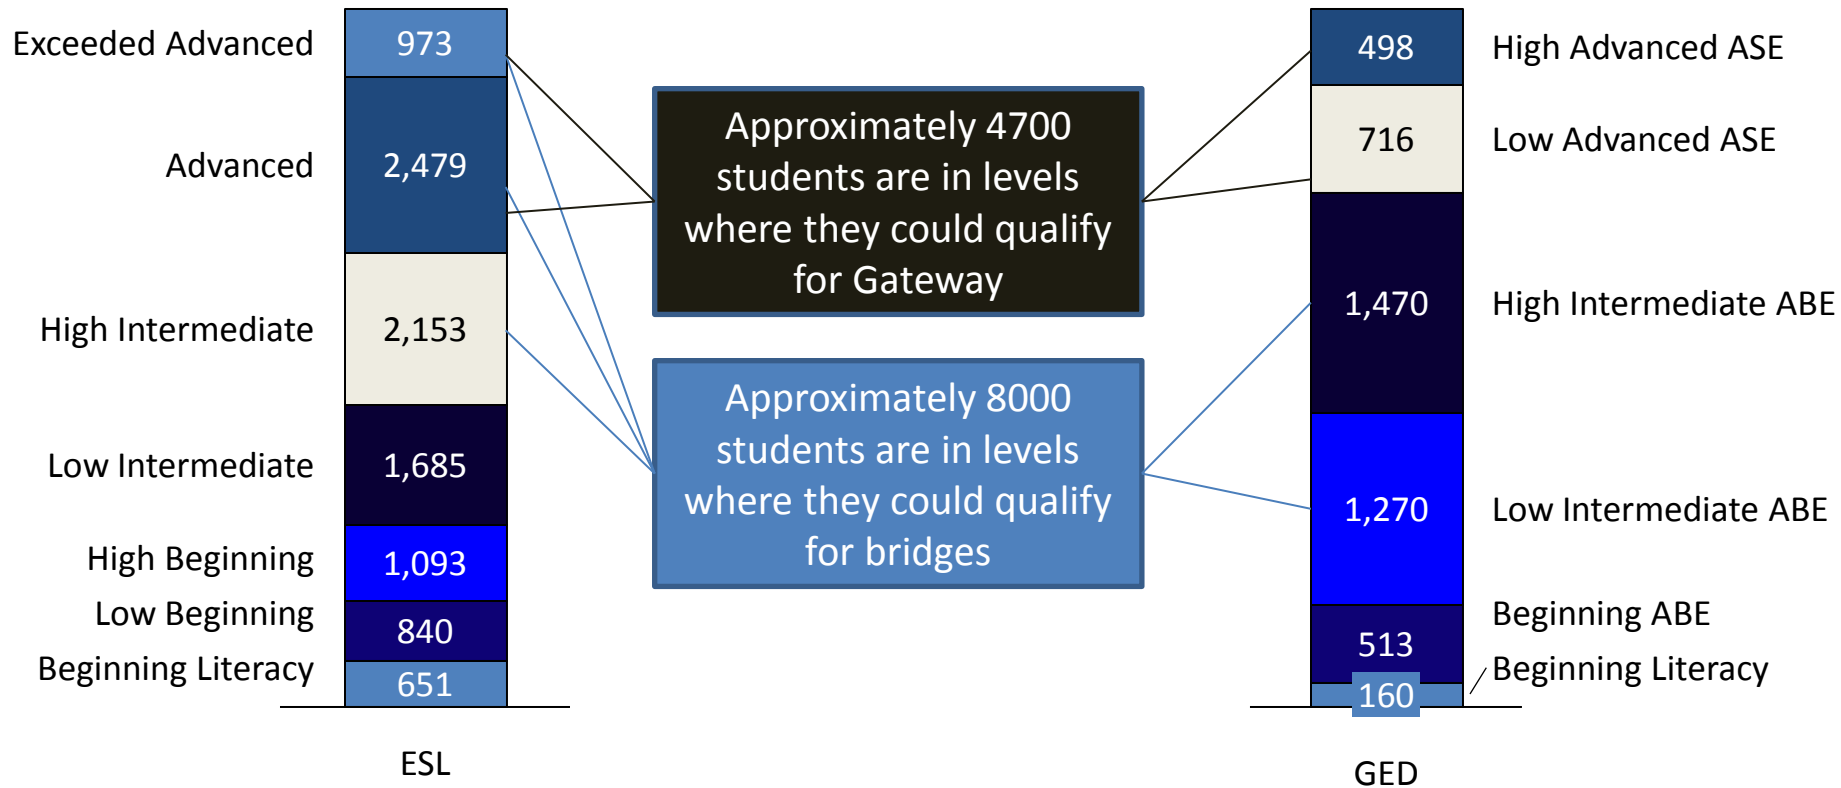 Exceeded Advanced
Advanced
High Intermediate
Low Intermediate
High Beginning
Low Beginning
Beginning Literacy
973
2,479
2,153
1,685
1,093
840
651
ESL
Approximately 4700
students are in levels
where they could qualify
for Gateway
Approximately 8000
students are in levels
where they could qualify
for bridges
498
716
1,470
1,270
513
160
GED
High Advanced ASE
Low Advanced ASE
High Intermediate ABE
Low Intermediate ABE
Beginning ABE
Beginning Literacy